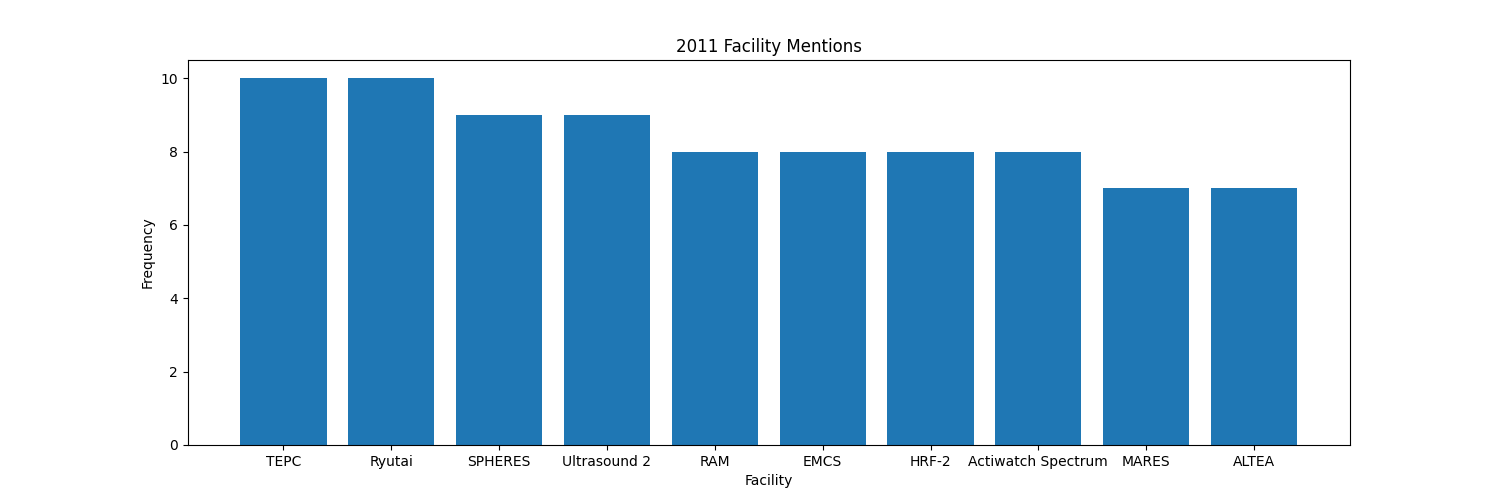 2011 Facility Mentions
Frequency
10
8
6
4
2
0
TEPC Ryutai SPHERES Ultrasound 2 RAM EMCS HRF-2 Actiwatch Spectrum MARES ALTEA
Facility